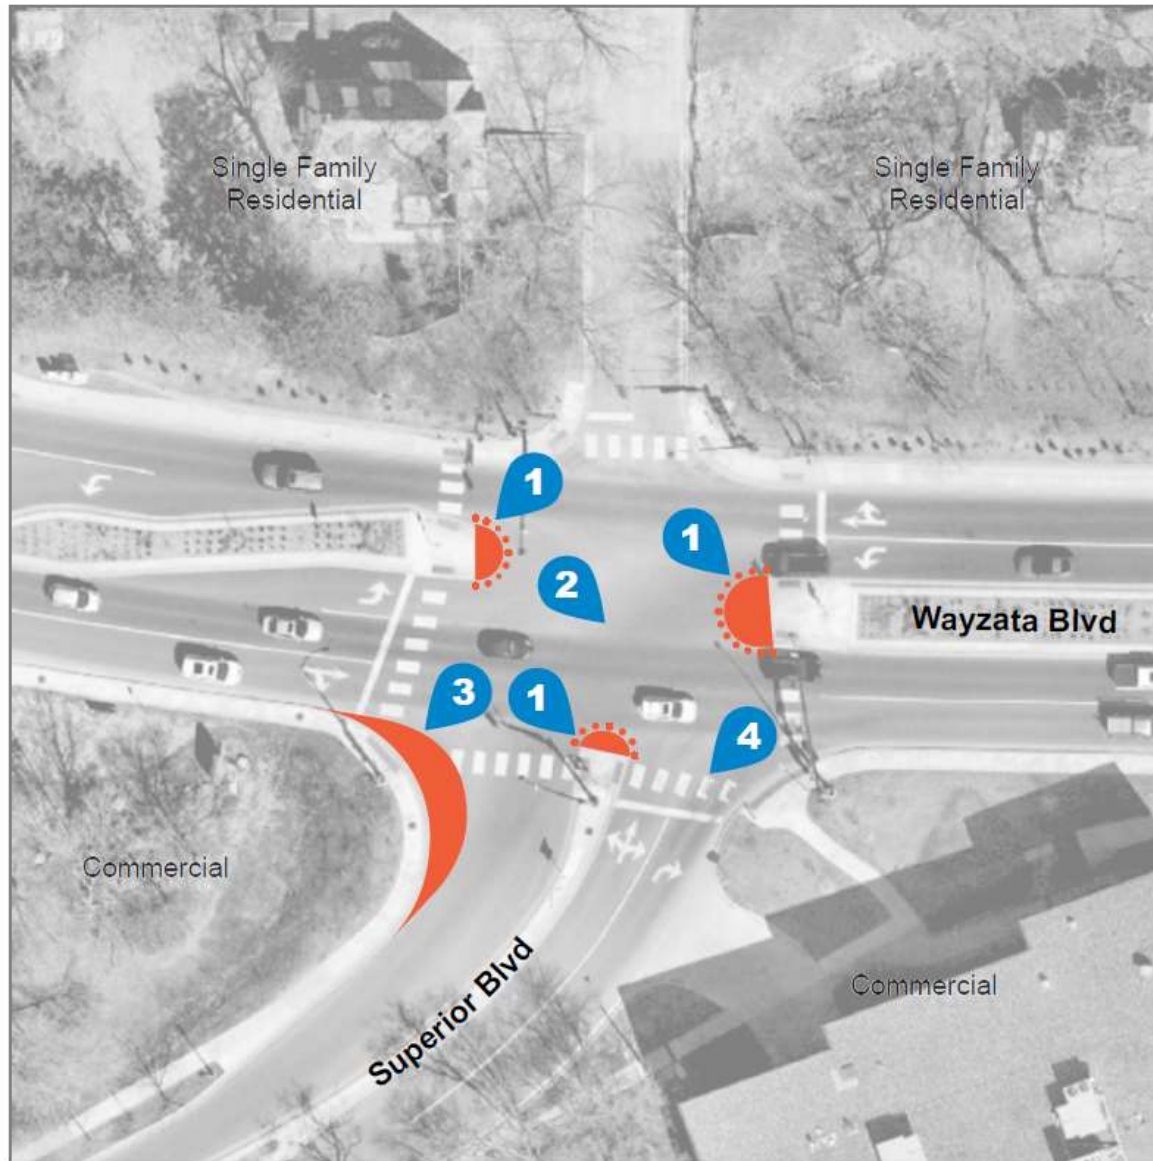 Single Family
Residential
Single Family
Residential
1
1
2
Wayzata Blvd
3
1
4
Commercial
Commercial
Superior Blvd